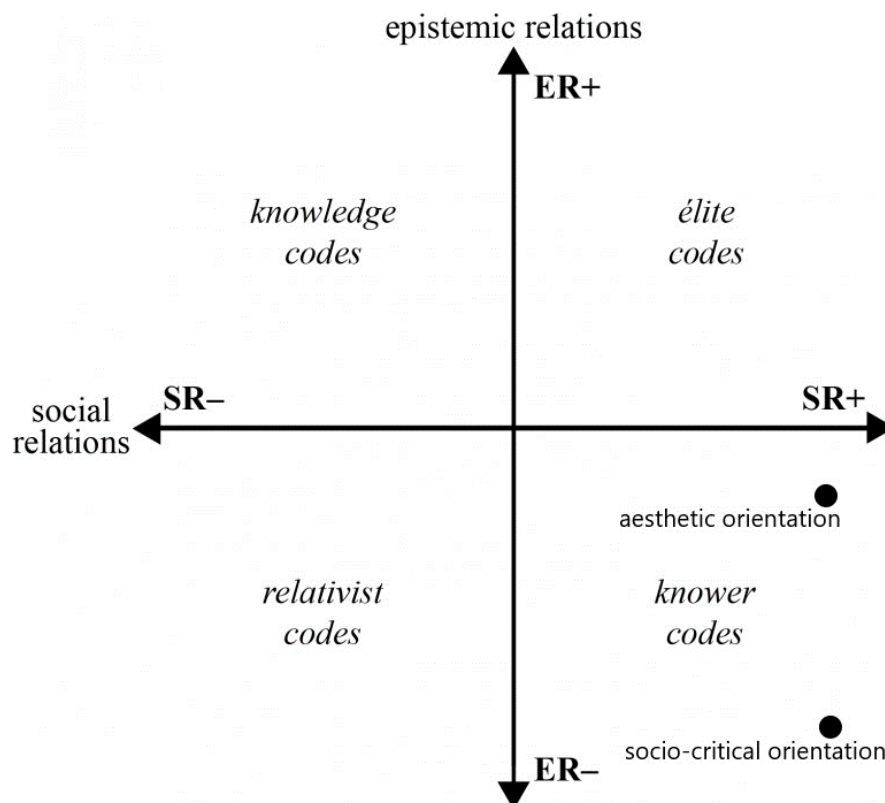 epistemic relations
ER+
knowledge
codes
élite
codes
SR–
SR+
social
relations
aesthetic orientation
relativist
codes
knower
codes
socio-critical orientation
ER–